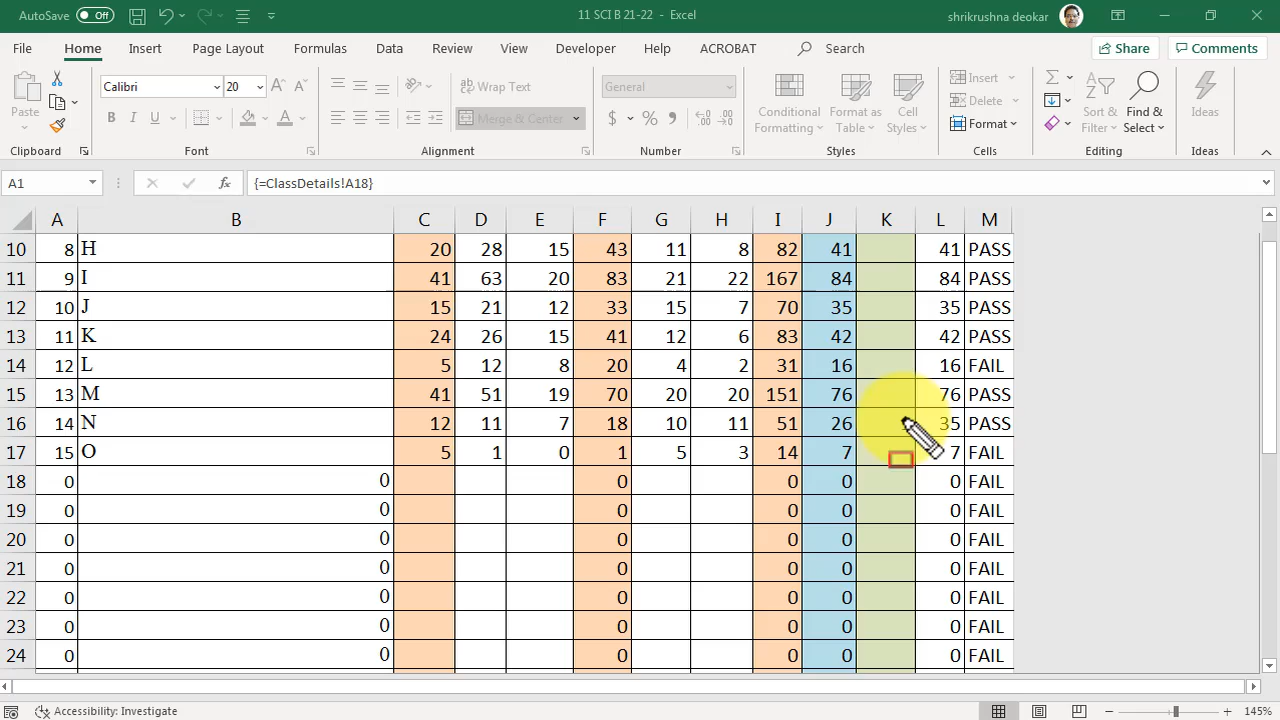 AutoSave Off 11 SCI B 21-22 - Excel shrikrushna deokar
File Home Insert Page Layout Formulas Data Review View Developer Help ACROBAT Search Share Comments
Paste Calibri 20 A A Wrap Text General Conditional Formatting Format as Table Cell Styles Insert Delete Format Sort & Filter Find & Select Ideas
B I U A Merge & Center $ % ,
Clipboard Font Alignment Number Styles Cells Editing Ideas
A1 fx {=ClassDetails!A18}
A B C D E F G H I J K L M
10 8 H 20 28 15 43 11 8 82 41 41 PASS
11 9 I 41 63 20 83 21 22 167 84 84 PASS
12 10 J 15 21 12 33 15 7 70 35 35 PASS
13 11 K 24 26 15 41 12 6 83 42 42 PASS
14 12 L 5 12 8 20 4 2 31 16 16 FAIL
15 13 M 41 51 19 70 20 20 151 76 76 PASS
16 14 N 12 11 7 18 10 11 51 26 35 PASS
17 15 O 5 1 0 1 5 3 14 7 7 FAIL
18 0 0 0 0 0 0 FAIL
19 0 0 0 0 0 0 FAIL
20 0 0 0 0 0 0 FAIL
21 0 0 0 0 0 0 FAIL
22 0 0 0 0 0 0 FAIL
23 0 0 0 0 0 0 FAIL
24 0 0 0 0 0 0 FAIL
Accessibility: Investigate 145%